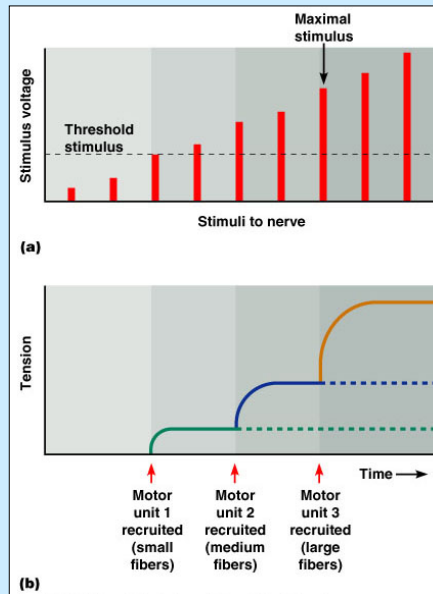 Maximal
stimulus
Stimulus voltage
Threshold
stimulus
Stimuli to nerve
(a)
Tension
Time
Motor
unit 1
recruited
(small
fibers)
Motor
unit 2
recruited
(medium
fibers)
Motor
unit 3
recruited
(large
fibers)
(b)